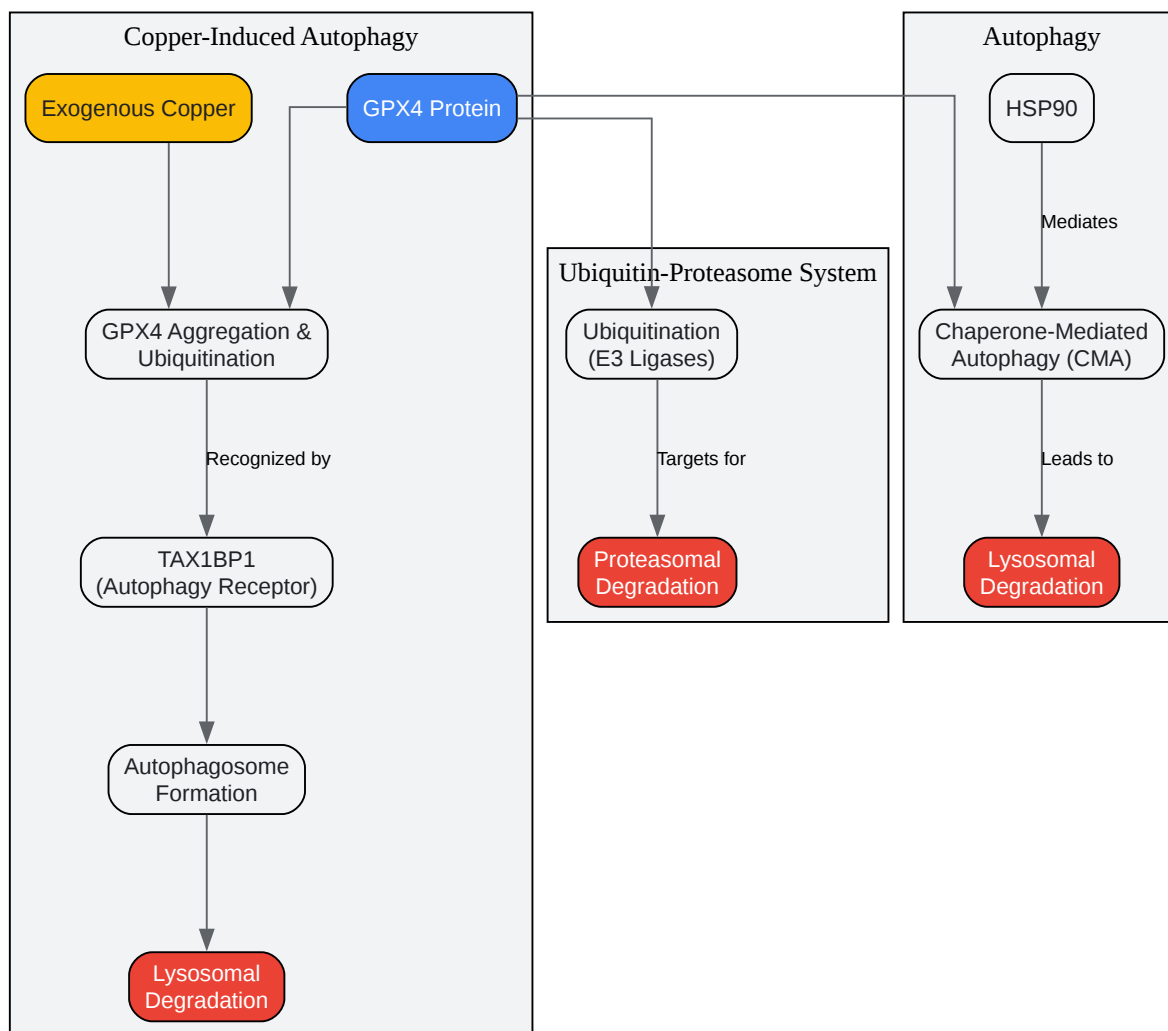 Copper-Induced Autophagy
Exogenous Copper
GPX4 Protein
GPX4 Aggregation &
Ubiquitination
Recognized by
TAX1BP1
(Autophagy Receptor)
Autophagosome
Formation
Lysosomal
Degradation
Ubiquitin-Proteasome System
Ubiquitination
(E3 Ligases)
Targets for
Proteasomal
Degradation
Autophagy
HSP90
Mediates
Chaperone-Mediated
Autophagy (CMA)
Leads to
Lysosomal
Degradation